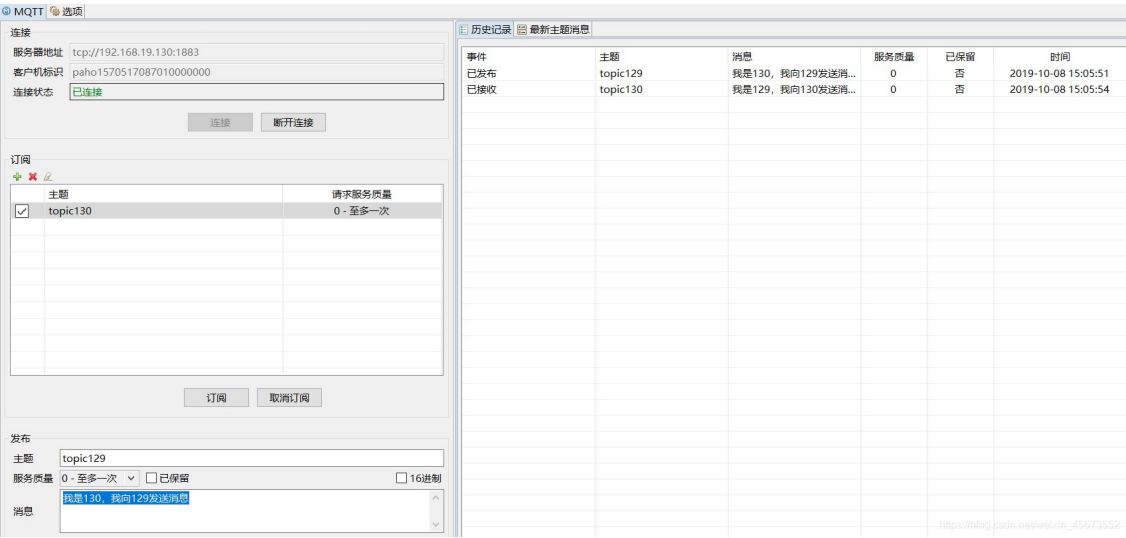 MQTT 选项
连接
服务器地址 tcp://192.168.19.130:1883
客户机标识 paho1570517087010000000
连接状态 已连接
连接 断开连接
订阅
主题 请求服务质量
topic130 0 - 至多一次
订阅 取消订阅
发布
主题 topic129
服务质量 0 - 至多一次 已保留 16进制
消息 我是130，我向129发送消息
历史记录 最新主题消息
事件 主题 消息 服务质量 已保留 时间
已发布 topic129 我是130，我向129发送消... 0 否 2019-10-08 15:05:51
已接收 topic130 我是129，我向130发送消... 0 否 2019-10-08 15:05:54
https://blog.csdn.net/weixin_45673552